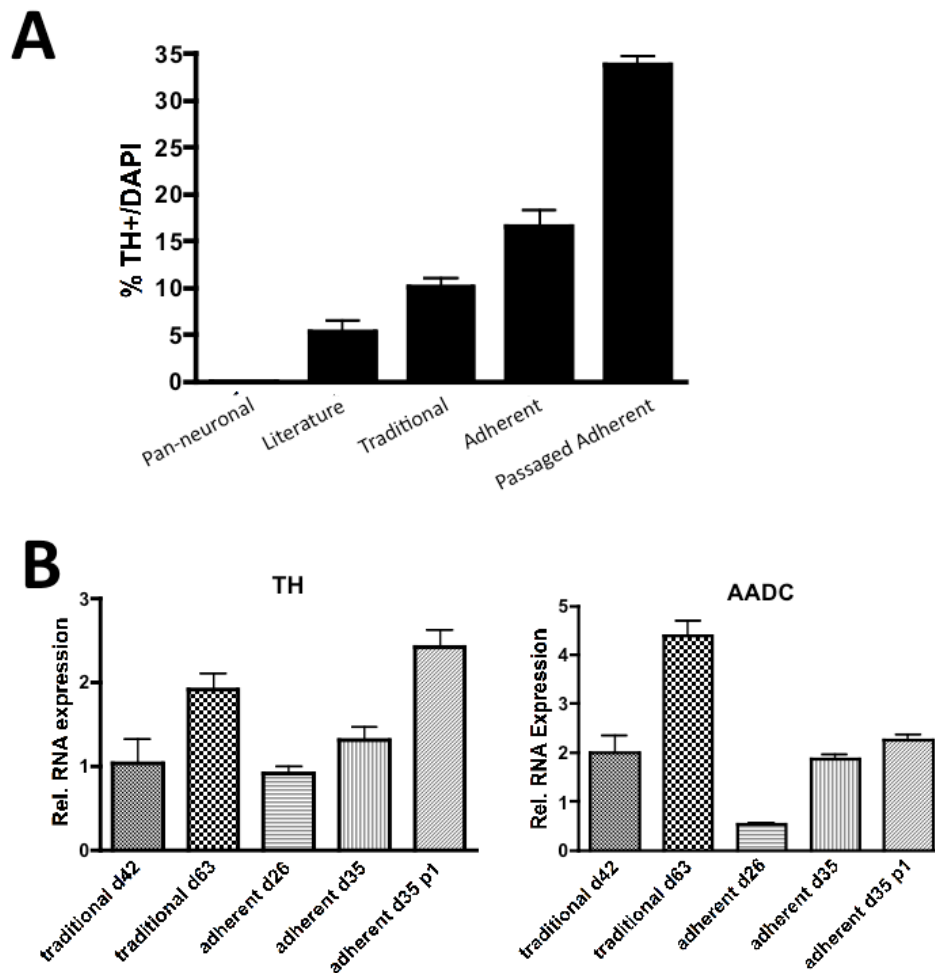 A
% TH+/DAPI
35
30
25
20
15
10
5
0
Pan-neuronal
Literature
Traditional
Adherent
Passaged Adherent
B
TH
Rel. RNA expression
3
2
1
0
traditional d42
traditional d63
adherent d26
adherent d35
adherent d35 p1
AADC
Rel. RNA Expression
5
4
3
2
1
0
traditional d42
traditional d63
adherent d26
adherent d35
adherent d35 p1